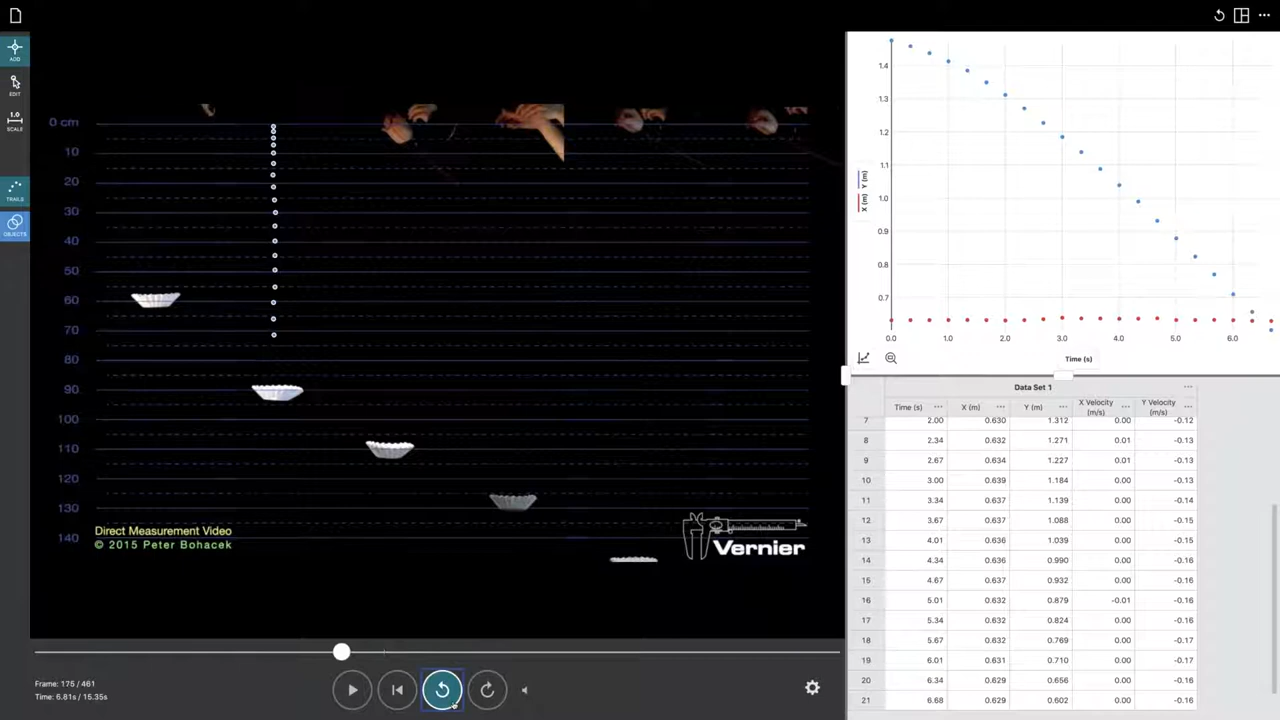 ADD
EDIT
1.0
SCALE
TRAILS
OBJECTS
0 cm
10
20
30
40
50
60
70
80
90
100
110
120
130
140
Direct Measurement Video
© 2015 Peter Bohacek
Vernier
Frame: 175 / 461
Time: 6.81s / 15.35s
X (m) Y (m)
1.4
1.3
1.2
1.1
1.0
0.9
0.8
0.7
0.0 1.0 2.0 3.0 4.0 5.0 6.0
Time (s)
Data Set 1
Time (s) X (m) Y (m) X Velocity (m/s) Y Velocity (m/s)
7 2.00 0.630 1.312 0.00 -0.12
8 2.34 0.632 1.271 0.01 -0.13
9 2.67 0.634 1.227 0.01 -0.13
10 3.00 0.639 1.184 0.00 -0.13
11 3.34 0.637 1.139 0.00 -0.14
12 3.67 0.637 1.088 0.00 -0.15
13 4.01 0.636 1.039 0.00 -0.15
14 4.34 0.636 0.990 0.00 -0.16
15 4.67 0.637 0.932 0.00 -0.16
16 5.01 0.632 0.879 -0.01 -0.16
17 5.34 0.632 0.824 0.00 -0.16
18 5.67 0.632 0.769 0.00 -0.17
19 6.01 0.631 0.710 0.00 -0.17
20 6.34 0.629 0.656 0.00 -0.16
21 6.68 0.629 0.602 0.00 -0.16